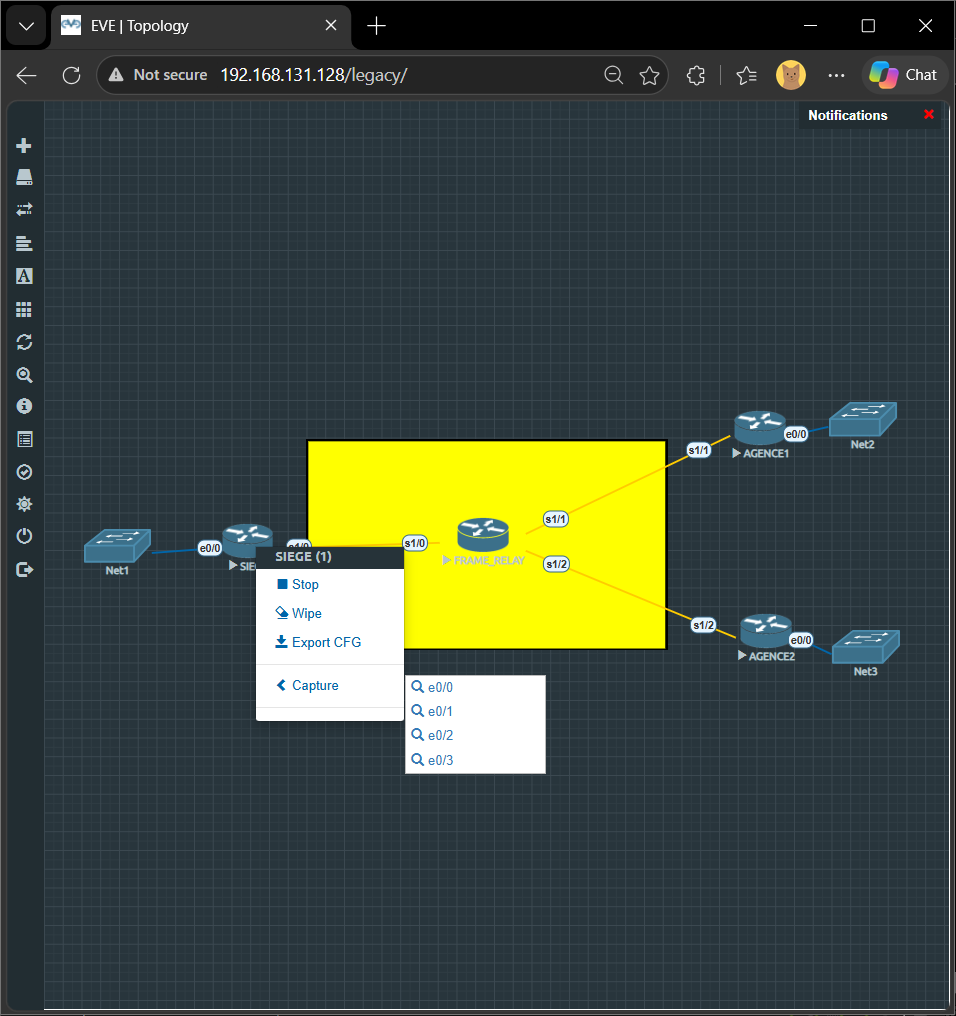 EVE | Topology
Not secure 192.168.131.128/legacy/
Chat
Notifications
A
AGENCE1
e0/0
Net2
s1/1
s1/1
s1/0
FRAME_RELAY
s1/2
e0/0
Net1
SIEGE (1)
Stop
Wipe
Export CFG
Capture
e0/0
e0/1
e0/2
e0/3
s1/2
AGENCE2
e0/0
Net3